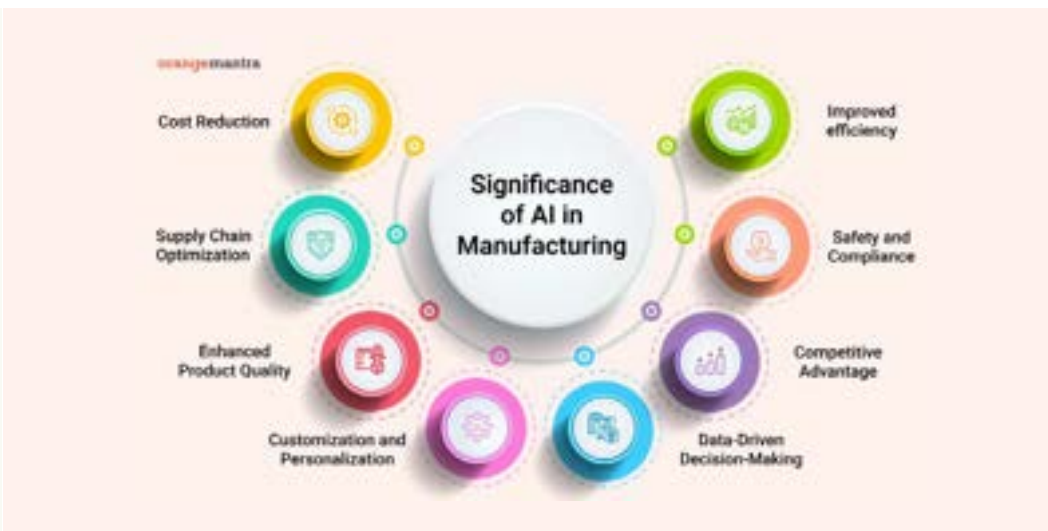 orangemantra
Cost Reduction
Supply Chain
Optimization
Enhanced
Product Quality
Customization and
Personalization
Significance
of AI in
Manufacturing
Improved
efficiency
Safety and
Compliance
Competitive
Advantage
Data-Driven
Decision-Making